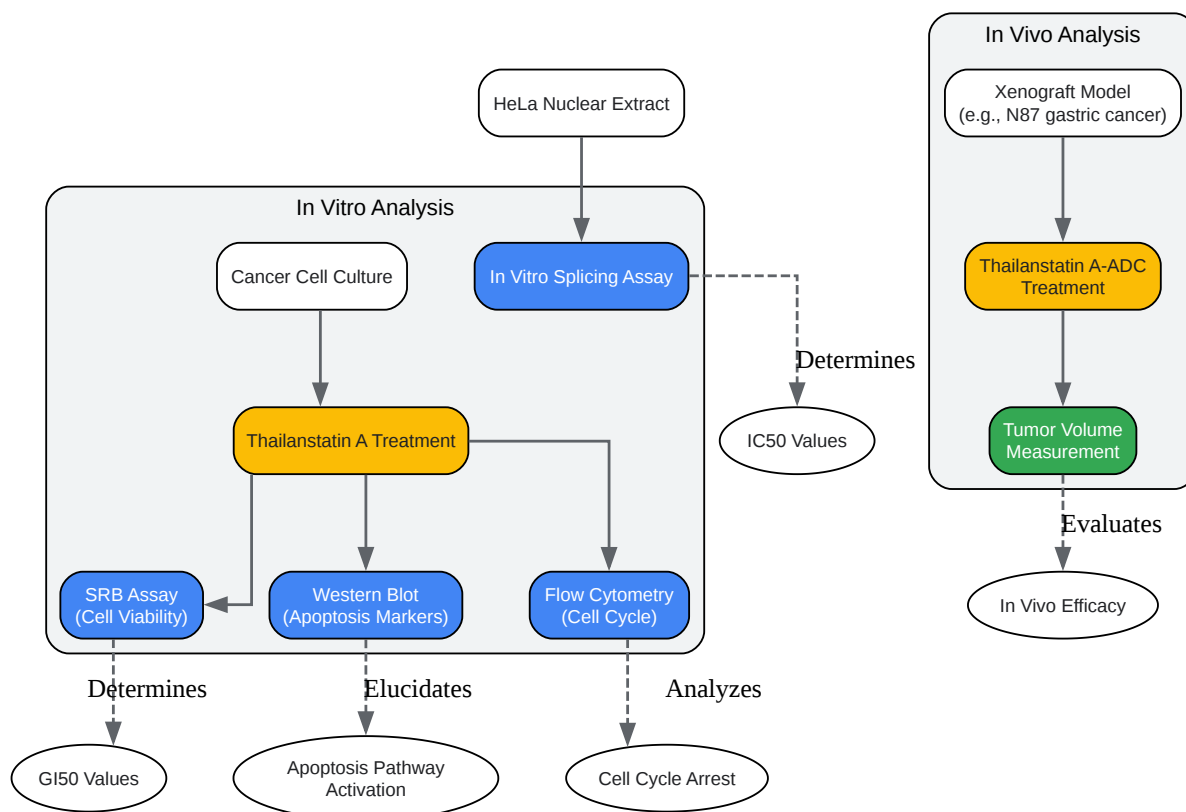 In Vivo Analysis
Xenograft Model
(e.g., N87 gastric cancer)
HeLa Nuclear Extract
In Vitro Analysis
Cancer Cell Culture
In Vitro Splicing Assay
Thailanstatin A-ADC
Treatment
Determines
Thailanstatin A Treatment
IC50 Values
Tumor Volume
Measurement
Evaluates
SRB Assay
(Cell Viability)
Western Blot
(Apoptosis Markers)
Flow Cytometry
(Cell Cycle)
In Vivo Efficacy
Determines
Elucidates
Analyzes
GI50 Values
Apoptosis Pathway
Activation
Cell Cycle Arrest